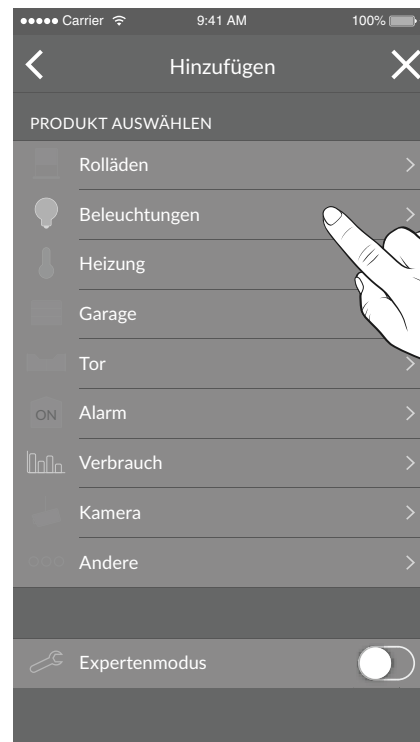 Carrier 9:41 AM 100%
Hinzufügen
PRODUKT AUSWÄHLEN
Rolläden
Beleuchtungen
Heizung
Garage
Tor
ON Alarm
Verbrauch
Kamera
Andere
Expertenmodus